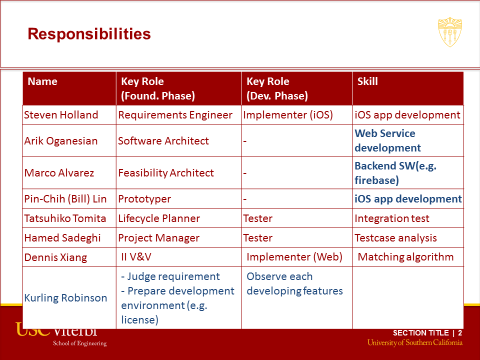 Responsibilities
Name
Key Role
(Found. Phase)
Key Role
(Dev. Phase)
Skill
Steven Holland
Requirements Engineer
Implementer (iOS)
iOS app development
Arik Oganesian
Software Architect
-
Web Service
development
Marco Alvarez
Feasibility Architect
-
Backend SW(e.g.
firebase)
Pin-Chih (Bill) Lin
Prototyper
-
iOS app development
Tatsuhiko Tomita
Lifecycle Planner
Tester
Integration test
Hamed Sadeghi
Project Manager
Tester
Testcase analysis
Dennis Xiang
II V&V
Implementer (Web)
Matching algorithm
Kurling Robinson
- Judge requirement
- Prepare development
environment (e.g.
license)
Observe each
developing features
USC Viterbi
School of Engineering
SECTION TITLE | 2
University of Southern California